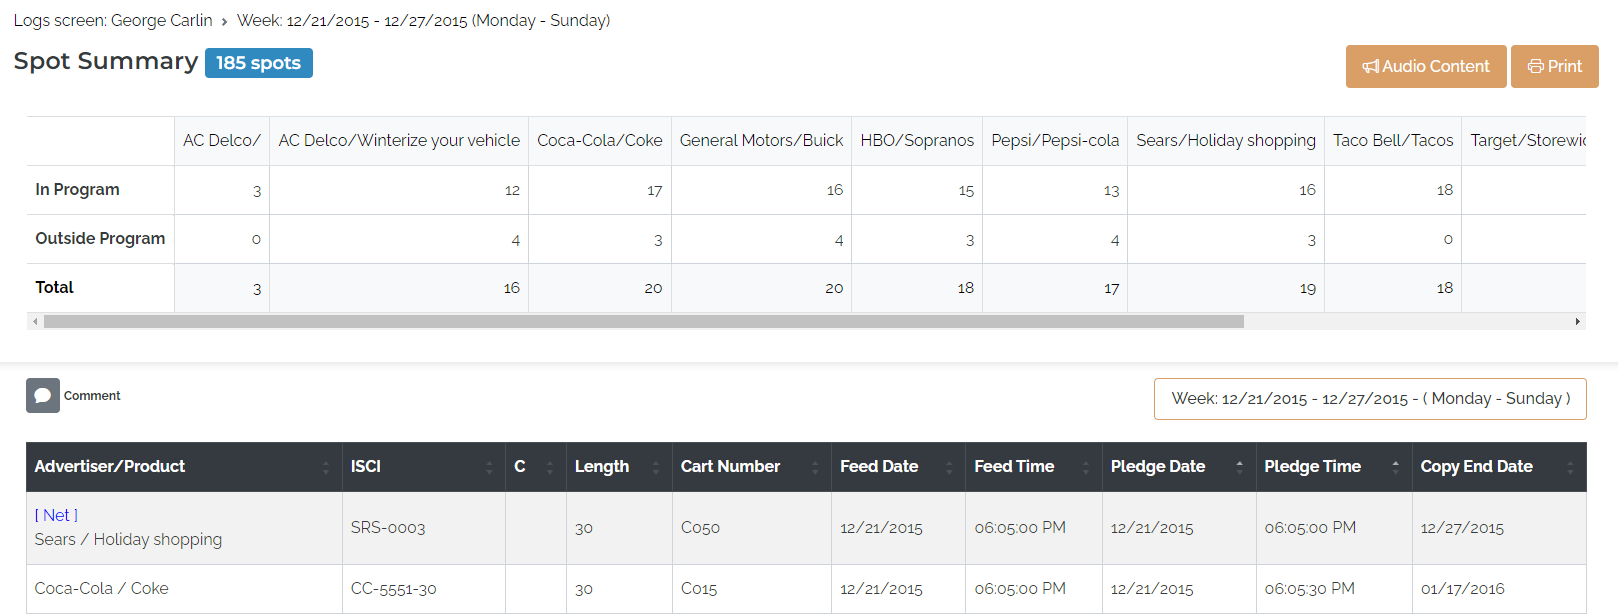 Logs screen: George Carlin › Week: 12/21/2015 - 12/27/2015 (Monday - Sunday)
Spot Summary 185 spots
Audio Content Print
AC Delco/ AC Delco/Winterize your vehicle Coca-Cola/Coke General Motors/Buick HBO/Sopranos Pepsi/Pepsi-cola Sears/Holiday shopping Taco Bell/Tacos Target/Storewic
In Program 3 12 17 16 15 13 16 18
Outside Program 0 4 3 4 3 4 3 0
Total 3 16 20 20 18 17 19 18
Comment Week: 12/21/2015 - 12/27/2015 - ( Monday - Sunday )
Advertiser/Product ISCI C Length Cart Number Feed Date Feed Time Pledge Date Pledge Time Copy End Date
[ Net ]
Sears / Holiday shopping SRS-0003 30 C050 12/21/2015 06:05:00 PM 12/21/2015 06:05:00 PM 12/27/2015
Coca-Cola / Coke CC-5551-30 30 C015 12/21/2015 06:05:00 PM 12/21/2015 06:05:30 PM 01/17/2016